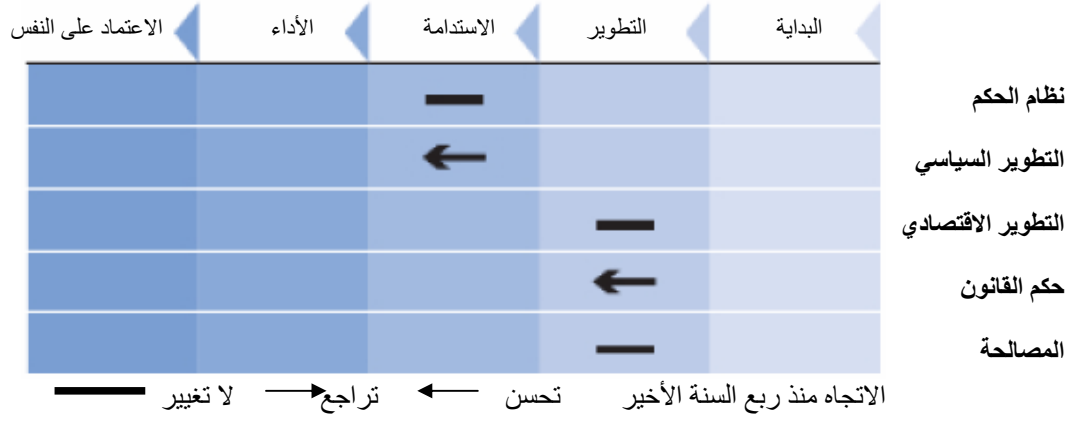 البداية التطوير الاستدامة الأداء الاعتماد على النفس
نظام الحكم
التطوير السياسي
التطوير الاقتصادي
حكم القانون
المصالحة
الاتجاه منذ ربع السنة الأخير تحسن تراجع لا تغيير